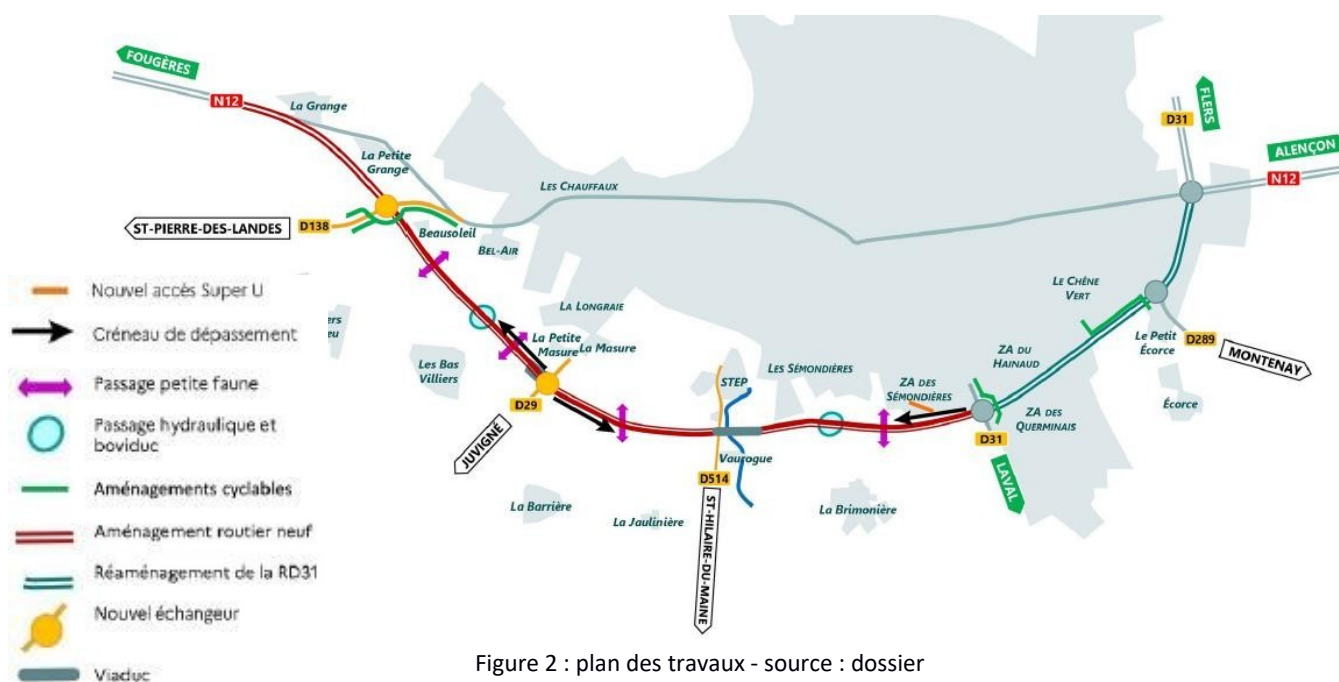 FOUGÈRES
N12
La Grange
La Petite
Grange
ST-PIERRE-DES-LANDES
D138
Beausoleil
BEL-AIR
LES CHAUFFAUX
D31
FLERS
ALENÇON
N12
Nouvel accès Super U
Créneau de dépassement
Passage petite faune
Passage hydraulique et
boviduc
Aménagements cyclables
Aménagement routier neuf
Réaménagement de la RD31
Nouvel échangeur
Viaduc
LA LONGRAIE
La Petite
Masure
La Masure
Les Bas
Villiers
D29
JUVIGNÉ
LES SÉMONDIÈRES
STEP
ZA DES
SÉMONDIÈRES
LE CHÊNE
VERT
ZA DU
HAINAUD
Le Petit
Écorce
D289
MONTENAY
Écorce
ZA DES
QUERMINAIS
D31
LAVAL
Vaurogue
D514
ST-HILAIRE-DU-MAINE
La Barrière
La Jaulinière
La Brimonière
Figure 2 : plan des travaux - source : dossier